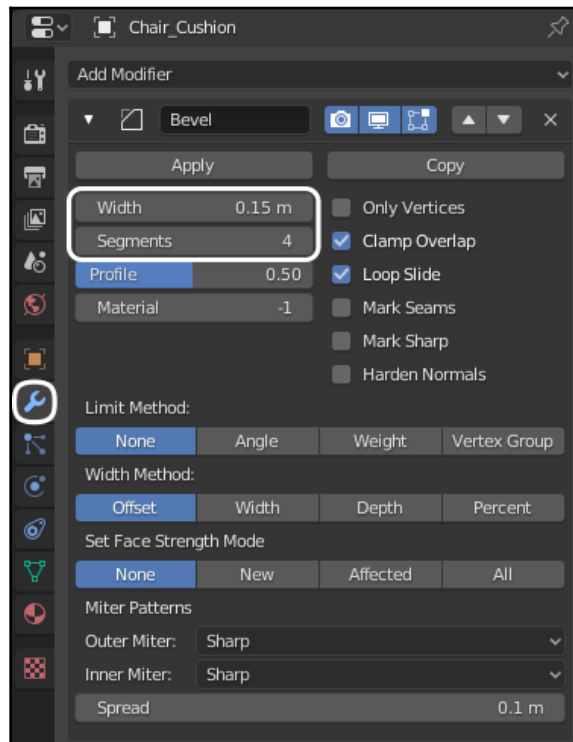 Chair_Cushion
Add Modifier
Bevel
Apply Copy
Width 0.15 m Only Vertices
Segments 4 Clamp Overlap
Profile 0.50 Loop Slide
Material -1 Mark Seams
Mark Sharp
Harden Normals
Limit Method:
None Angle Weight Vertex Group
Width Method:
Offset Width Depth Percent
Set Face Strength Mode
None New Affected All
Miter Patterns
Outer Miter: Sharp
Inner Miter: Sharp
Spread 0.1 m